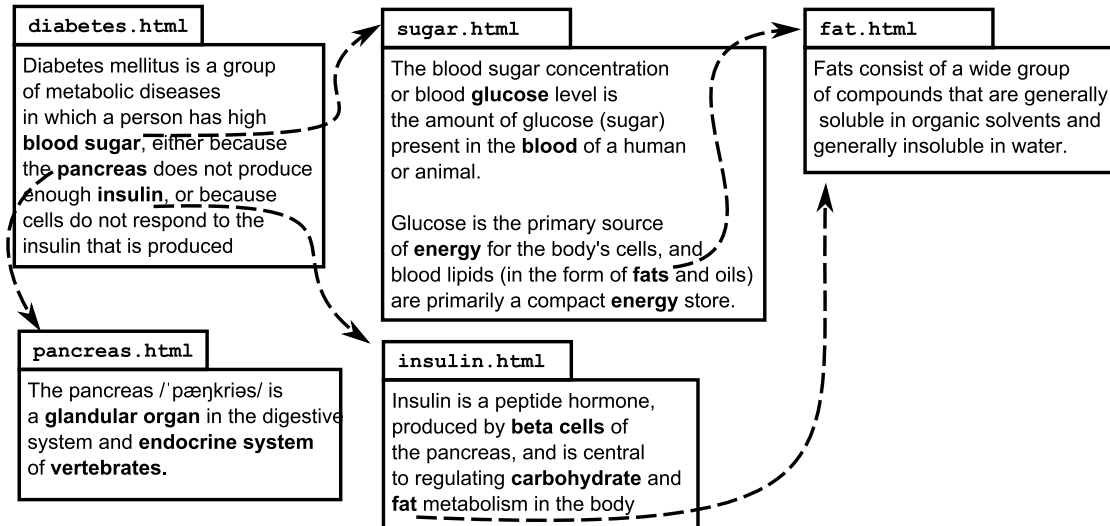 diabetes.html
Diabetes mellitus is a group
of metabolic diseases
in which a person has high
blood sugar, either because
the pancreas does not produce
enough insulin, or because
cells do not respond to the
insulin that is produced
sugar.html
The blood sugar concentration
or blood glucose level is
the amount of glucose (sugar)
present in the blood of a human
or animal.
Glucose is the primary source
of energy for the body's cells, and
blood lipids (in the form of fats and oils)
are primarily a compact energy store.
fat.html
Fats consist of a wide group
of compounds that are generally
soluble in organic solvents and
generally insoluble in water.
pancreas.html
The pancreas /ˈpæŋkriəs/ is
a glandular organ in the digestive
system and endocrine system
of vertebrates.
insulin.html
Insulin is a peptide hormone,
produced by beta cells of
the pancreas, and is central
to regulating carbohydrate and
fat metabolism in the body